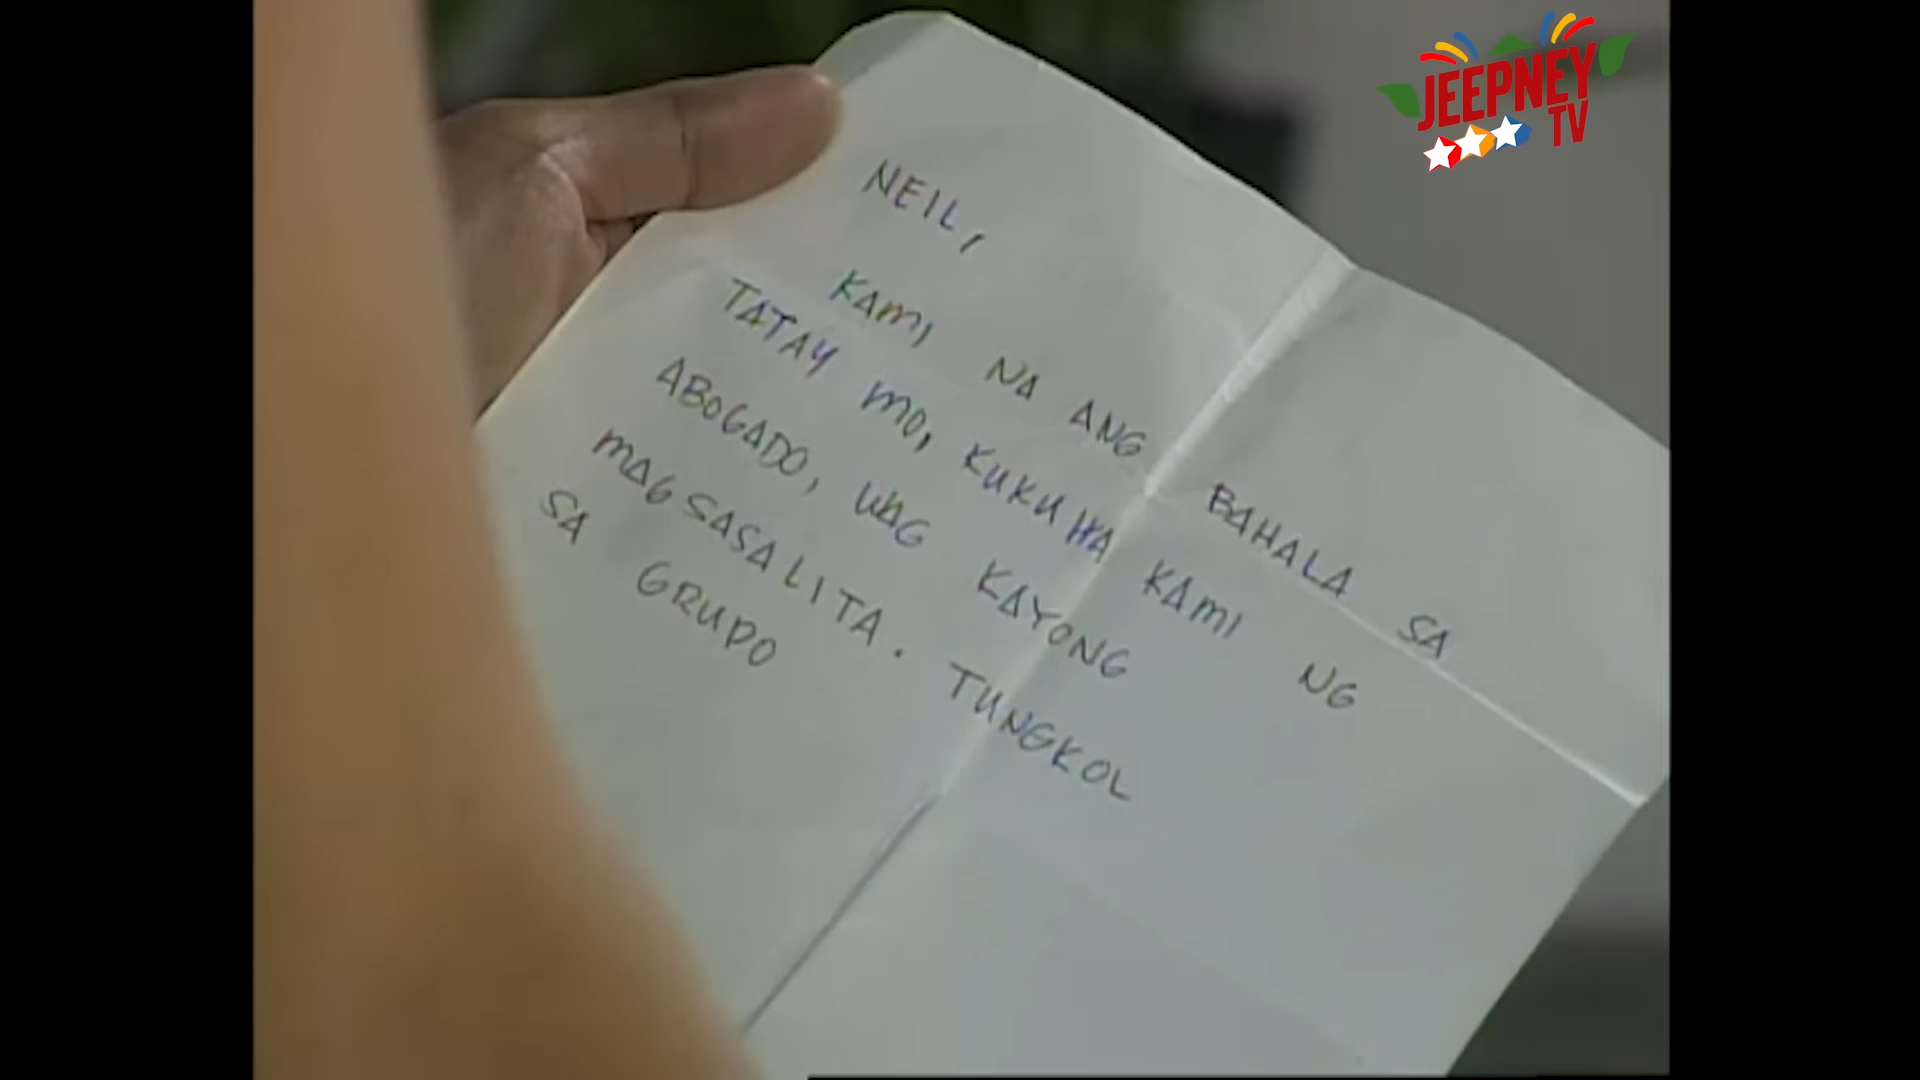 JEEPNEY
TV
NEIL,
KAMI NA ANG BAHALA SA
TATAY MO, KUKUHA KAMI NG
ABOGADO, WAG KAYONG
MAGSASALITA. TUNGKOL
SA GRUPO